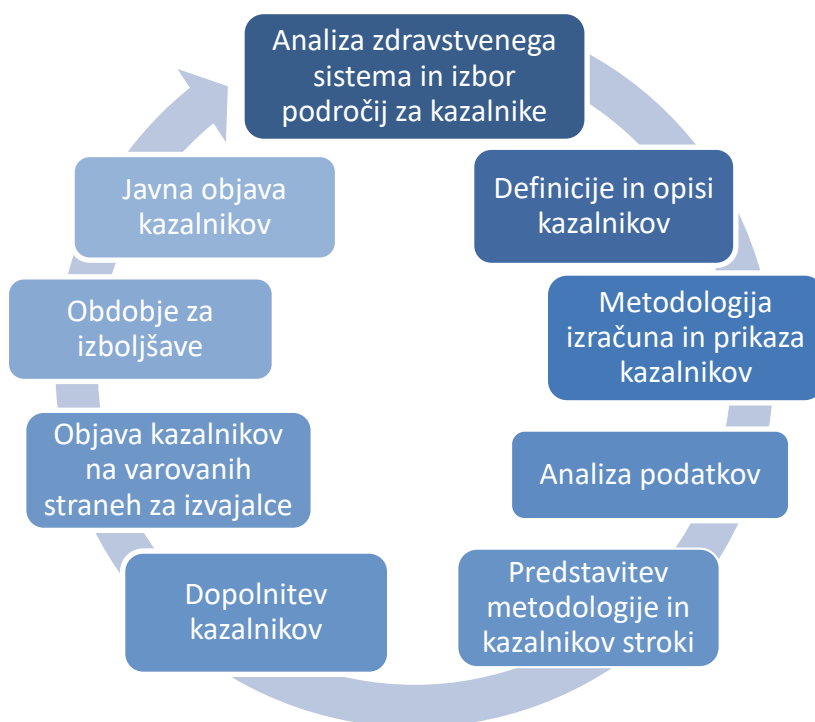 Analiza zdravstvenega
sistema in izbor
področij za kazalnike
Definicije in opisi
kazalnikov
Metodologija
izračuna in prikaza
kazalnikov
Analiza podatkov
Predstavitev
metodologije in
kazalnikov stroki
Dopolnitev
kazalnikov
Objava kazalnikov
na varovanih
straneh za izvajalce
Obdobje za
izboljšave
Javna objava
kazalnikov